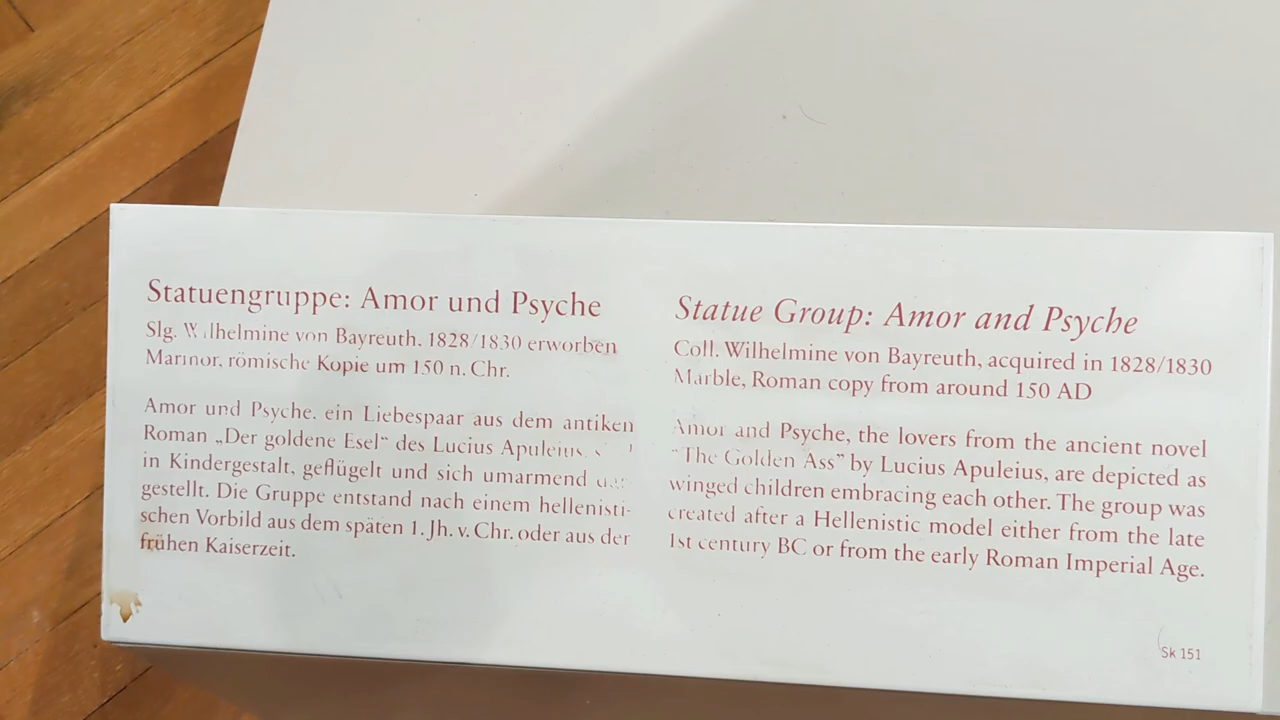 Statuengruppe: Amor und Psyche
Slg. Wilhelmine von Bayreuth, 1828/1830 erworben
Marmor, römische Kopie um 150 n. Chr.
Amor und Psyche, ein Liebespaar aus dem antiken
Roman „Der goldene Esel“ des Lucius Apuleius,
in Kindergestalt, geflügelt und sich umarmend
gestellt. Die Gruppe entstand nach einem hellenisti-
schen Vorbild aus dem späten 1. Jh. v. Chr. oder aus der
frühen Kaiserzeit.
Statue Group: Amor and Psyche
Coll. Wilhelmine von Bayreuth, acquired in 1828/1830
Marble, Roman copy from around 150 AD
Amor and Psyche, the lovers from the ancient novel
“The Golden Ass” by Lucius Apuleius, are depicted as
winged children embracing each other. The group was
created after a Hellenistic model either from the late
1st century BC or from the early Roman Imperial Age.
Sk 151